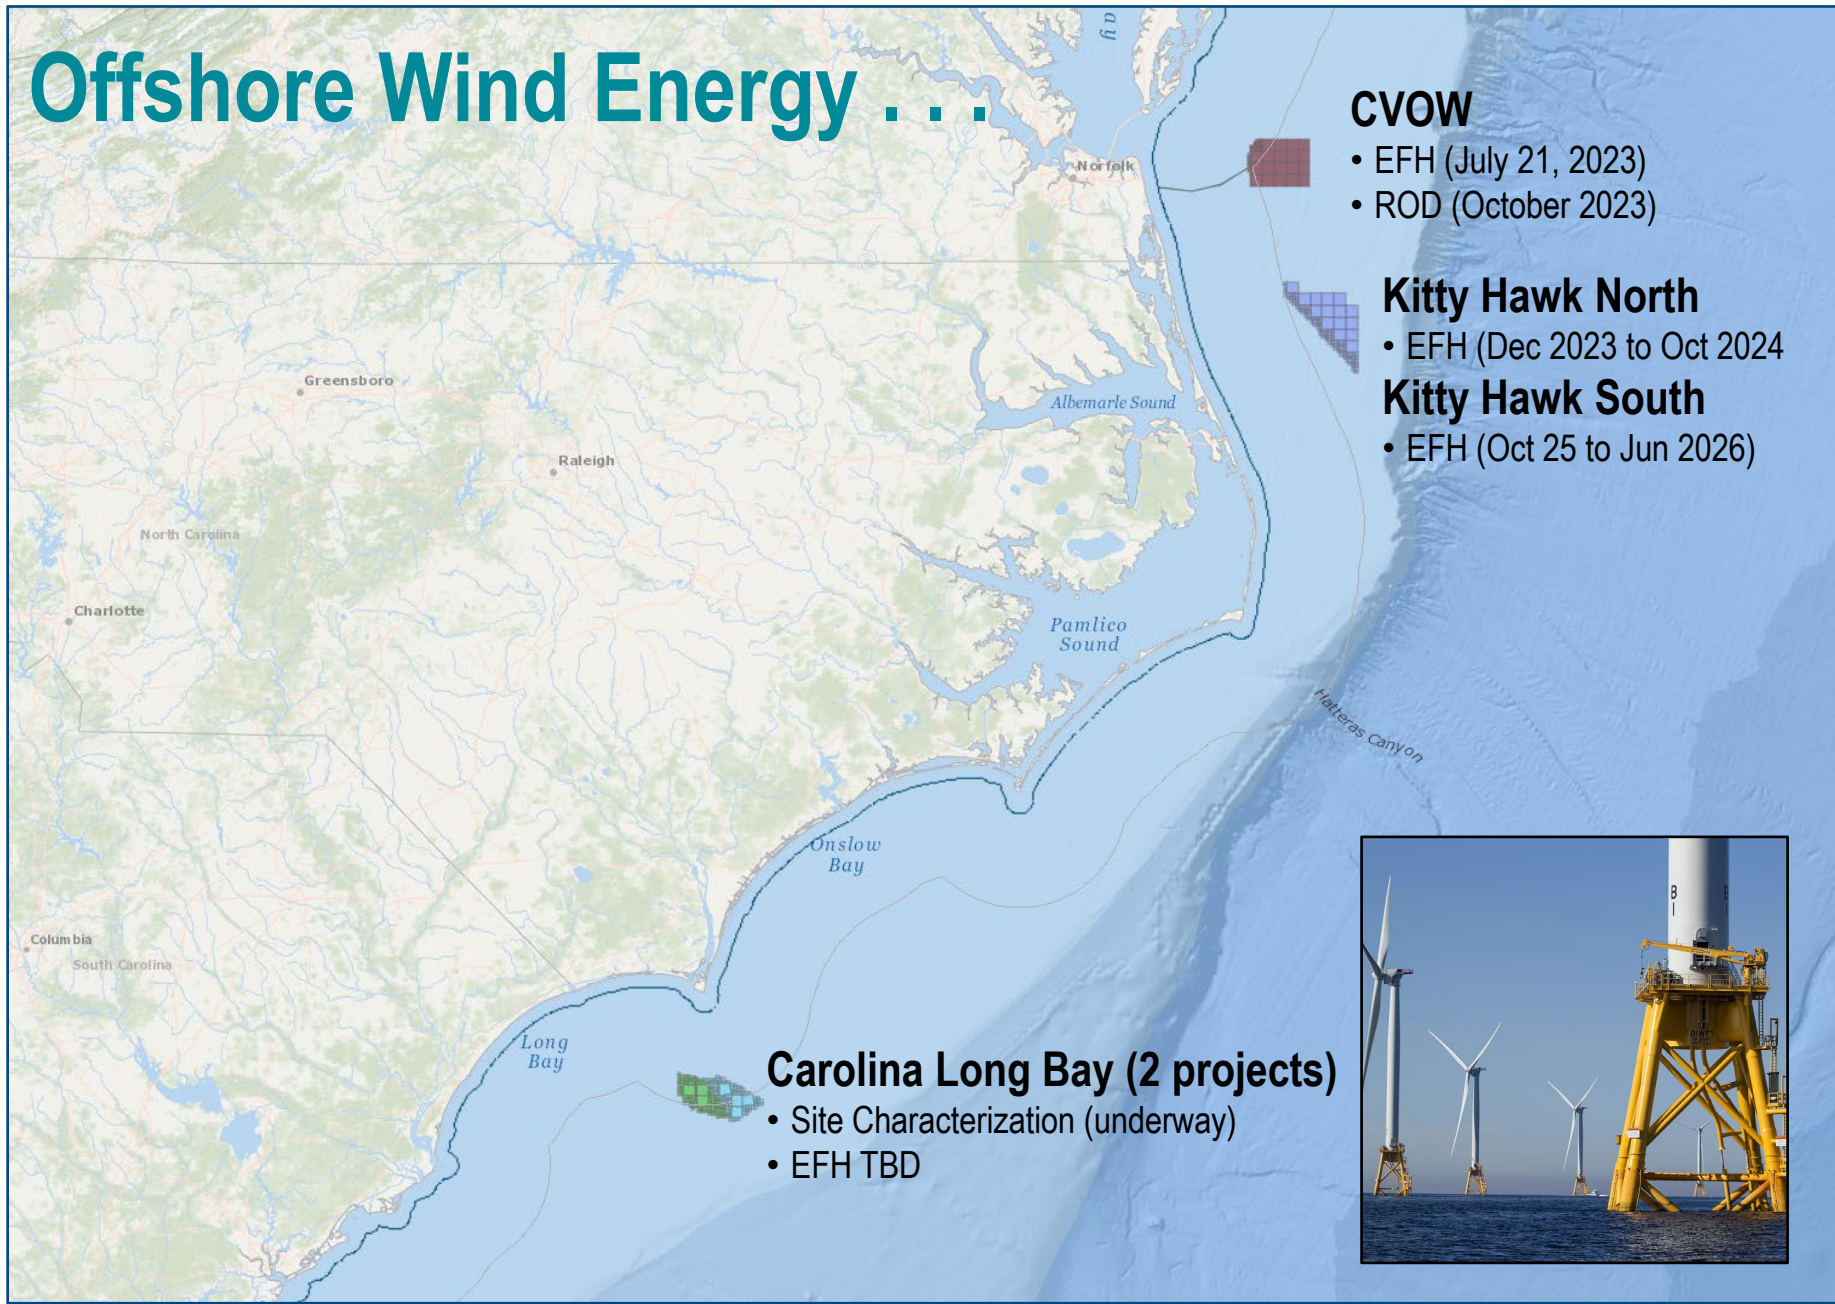 Offshore Wind Energy . . .
ay
Norfolk
CVOW
• EFH (July 21, 2023)
• ROD (October 2023)
Kitty Hawk North
• EFH (Dec 2023 to Oct 2024
Kitty Hawk South
• EFH (Oct 25 to Jun 2026)
Greensboro
Albemarle Sound
Raleigh
North Carolina
Charlotte
Pamlico
Sound
Hatteras Canyon
Onslow
Bay
Columbia
South Carolina
Long
Bay
Carolina Long Bay (2 projects)
• Site Characterization (underway)
• EFH TBD
B
I
BIWF1